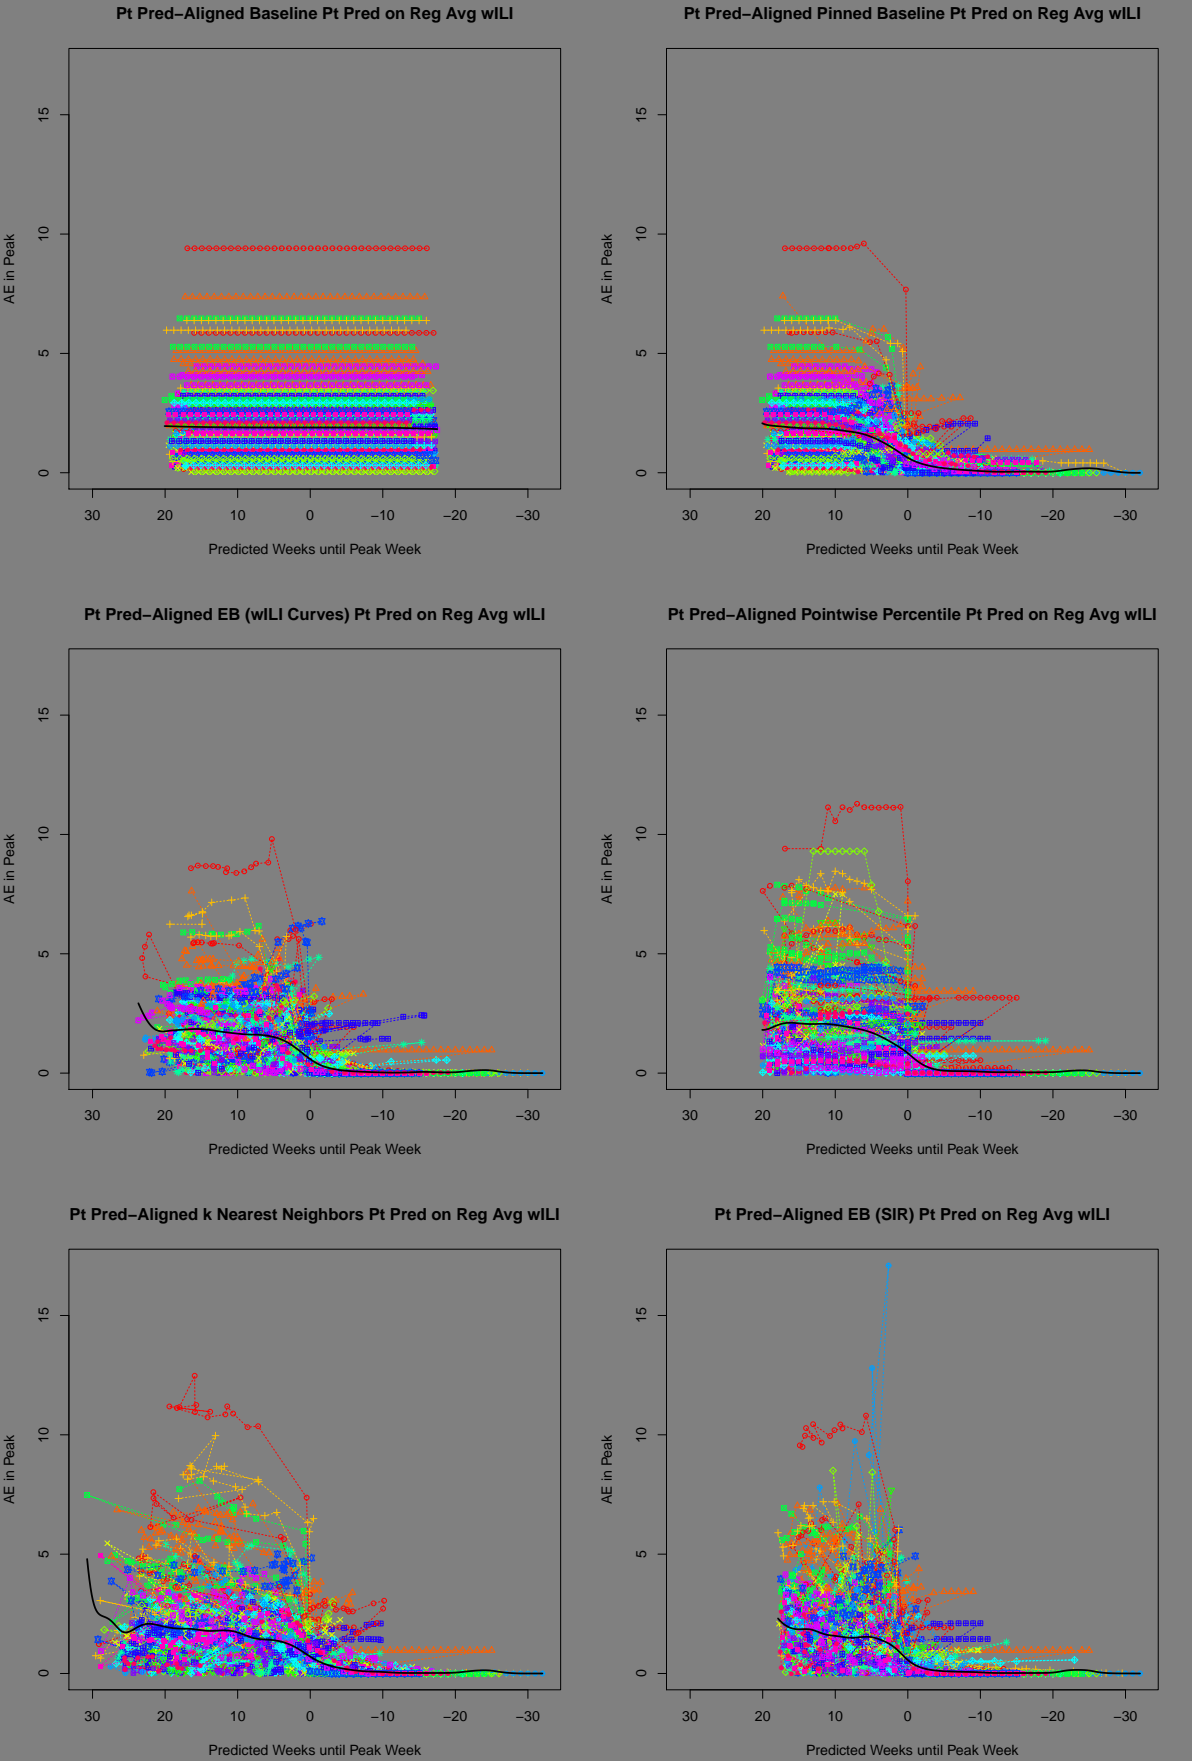 Pt Pred−Aligned Baseline Pt Pred on Reg Avg wILI
15
10
5
0
AE in Peak
30 20 10 0 −10 −20 −30
Predicted Weeks until Peak Week
Pt Pred−Aligned Pinned Baseline Pt Pred on Reg Avg wILI
15
10
5
0
AE in Peak
30 20 10 0 −10 −20 −30
Predicted Weeks until Peak Week
Pt Pred−Aligned EB (wILI Curves) Pt Pred on Reg Avg wILI
15
10
5
0
AE in Peak
30 20 10 0 −10 −20 −30
Predicted Weeks until Peak Week
Pt Pred−Aligned Pointwise Percentile Pt Pred on Reg Avg wILI
15
10
5
0
AE in Peak
30 20 10 0 −10 −20 −30
Predicted Weeks until Peak Week
Pt Pred−Aligned k Nearest Neighbors Pt Pred on Reg Avg wILI
15
10
5
0
AE in Peak
30 20 10 0 −10 −20 −30
Predicted Weeks until Peak Week
Pt Pred−Aligned EB (SIR) Pt Pred on Reg Avg wILI
15
10
5
0
AE in Peak
30 20 10 0 −10 −20 −30
Predicted Weeks until Peak Week